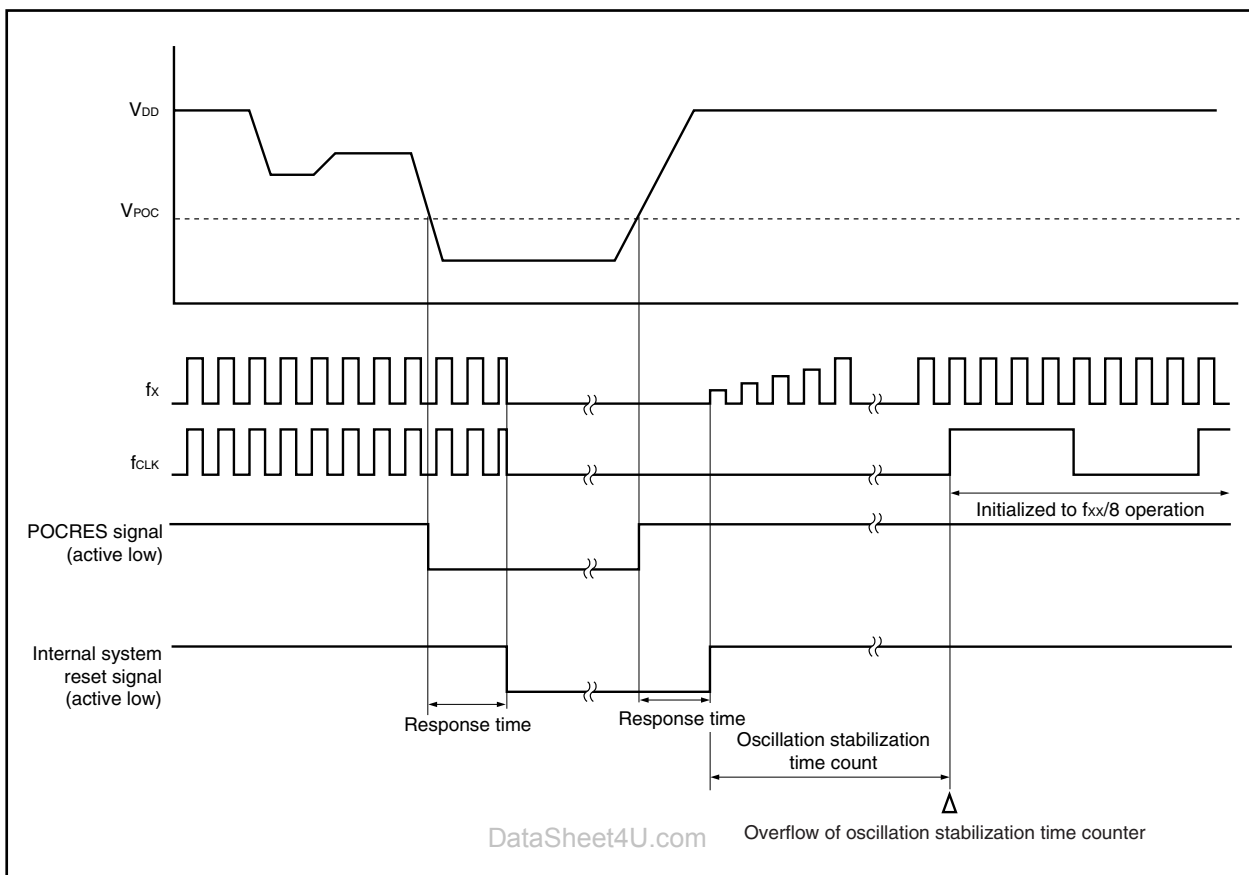 VDD
VPOC
fX
fCLK
Initialized to fXX/8 operation
POCRES signal
(active low)
Internal system
reset signal
(active low)
Response time
Response time
Oscillation stabilization
time count
Overflow of oscillation stabilization time counter
DataSheet4U.com